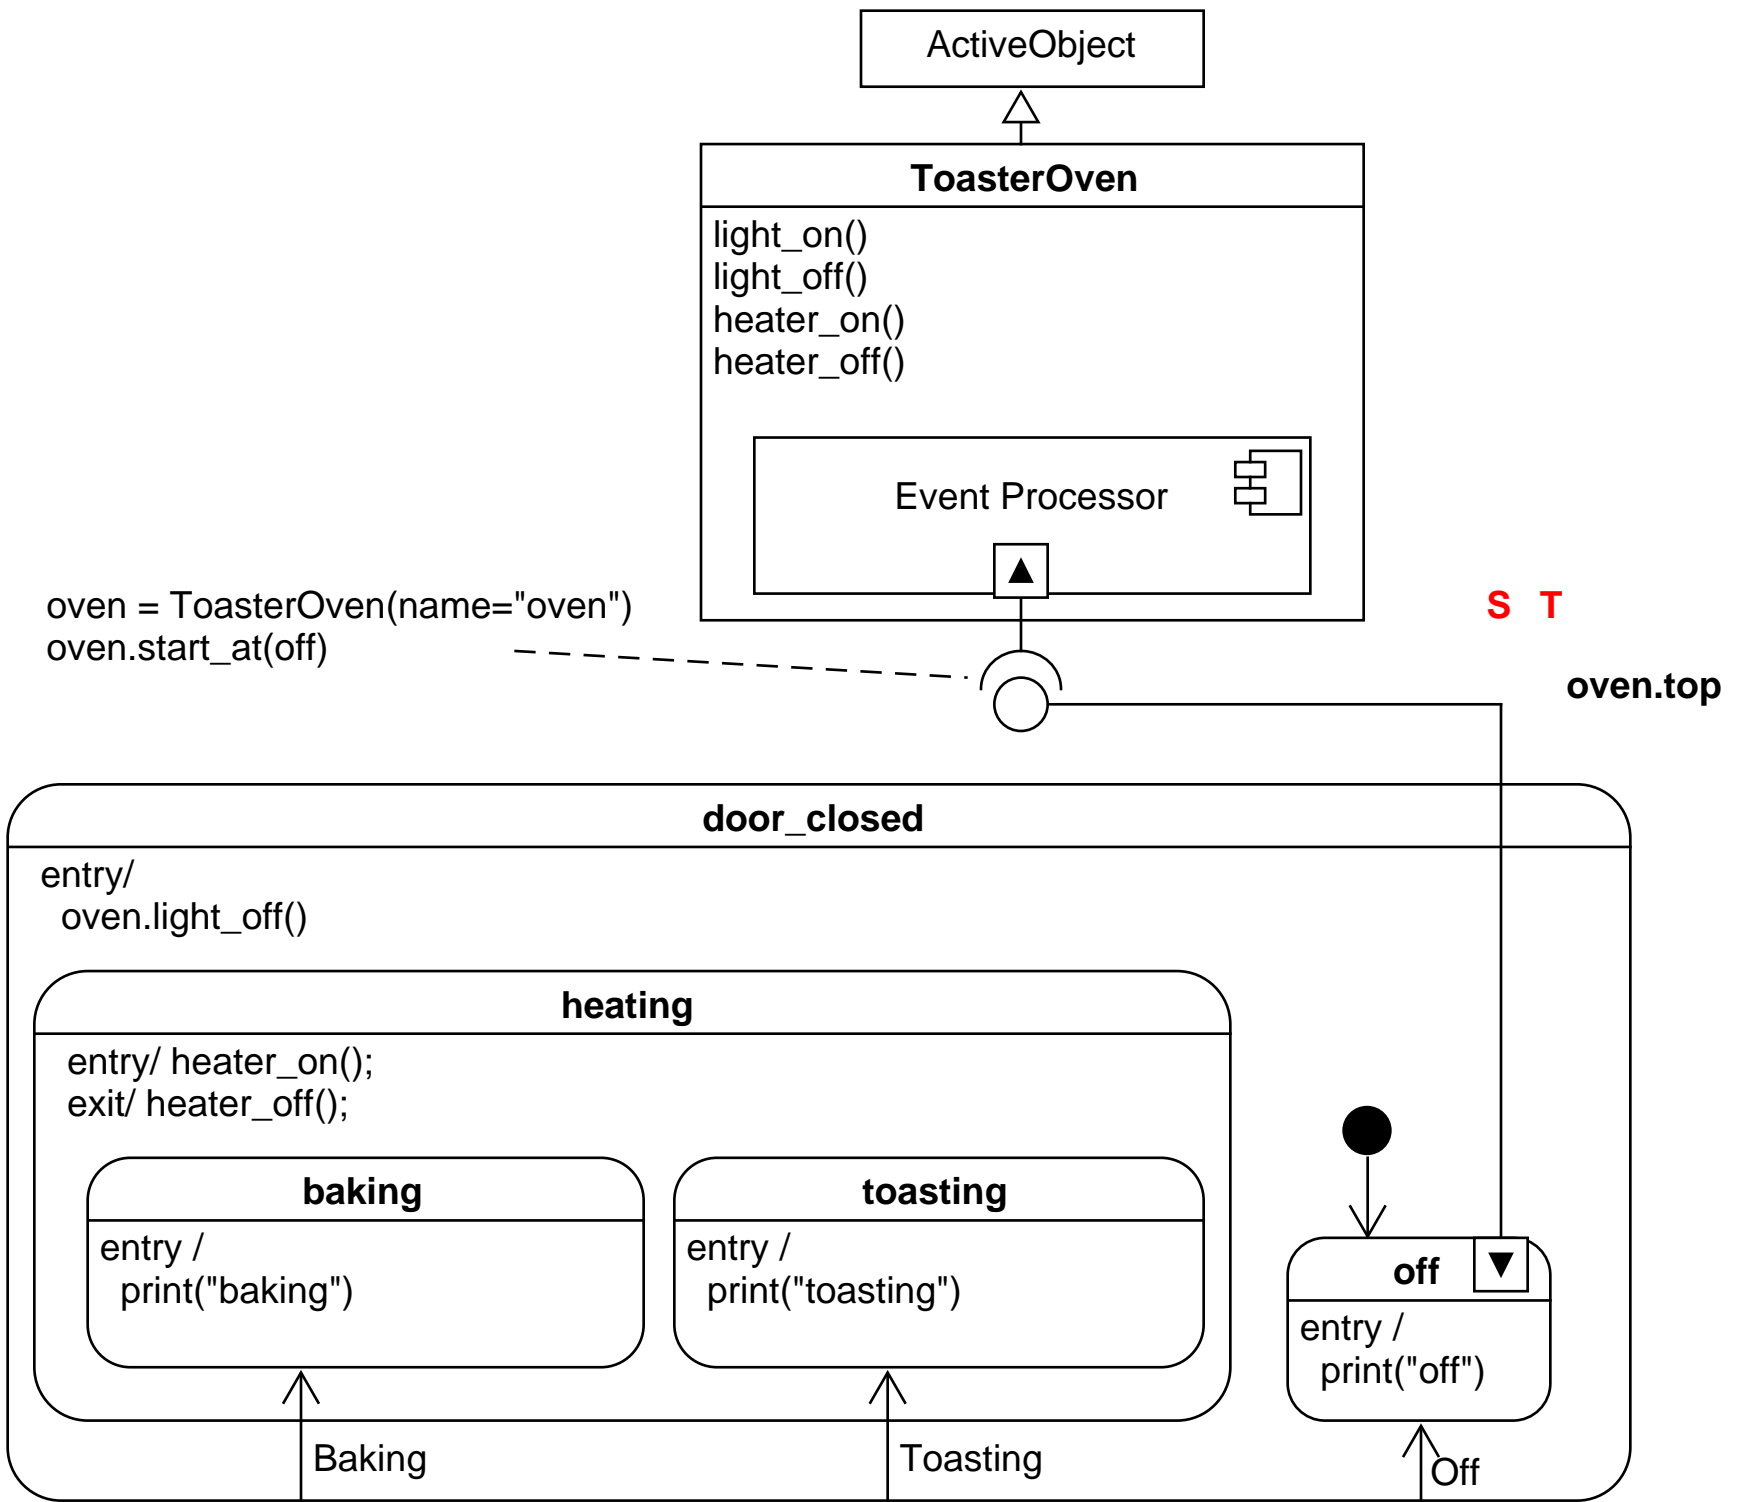 ActiveObject
ToasterOven
light_on()
light_off()
heater_on()
heater_off()
Event Processor
oven = ToasterOven(name="oven")
oven.start_at(off)
S T
oven.top
door_closed
entry/
oven.light_off()
heating
entry/ heater_on();
exit/ heater_off();
baking
entry /
print("baking")
toasting
entry /
print("toasting")
off
entry /
print("off")
Baking
Toasting
Off